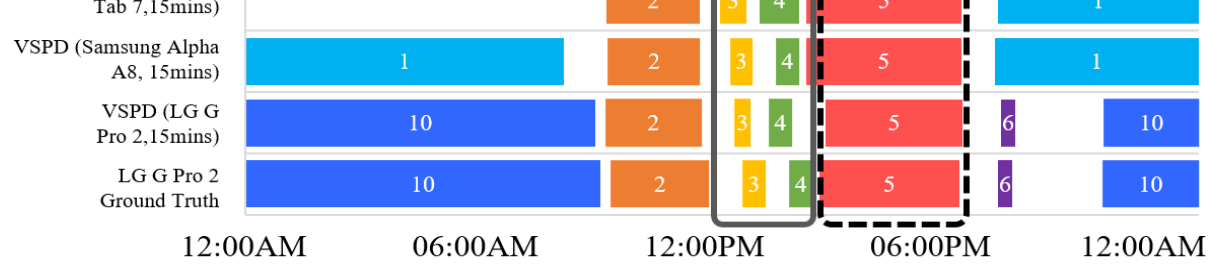 Tab 7,15mins) 2 3 4 5 1
VSPD (Samsung Alpha
A8, 15mins) 1 2 3 4 5 1
VSPD (LG G
Pro 2,15mins) 10 2 3 4 5 6 10
LG G Pro 2
Ground Truth 10 2 3 4 5 6 10
12:00AM 06:00AM 12:00PM 06:00PM 12:00AM